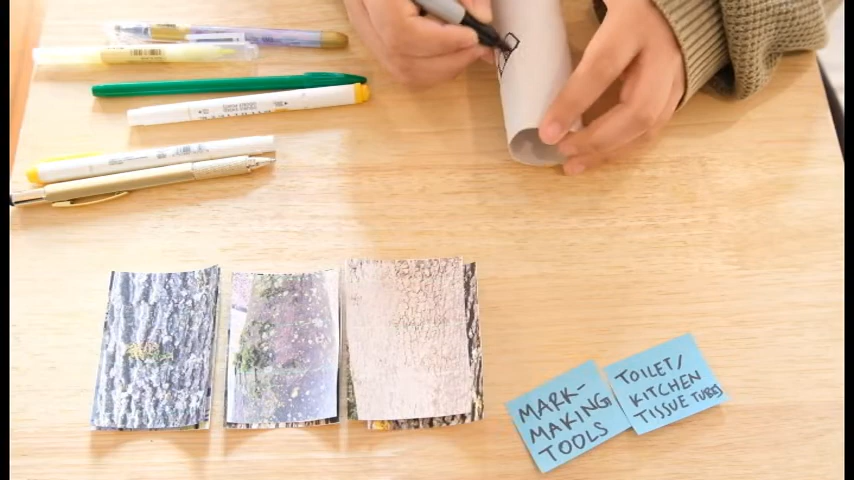 MARK-
MAKING
TOOLS
TOILET/
KITCHEN
TISSUE TUBES